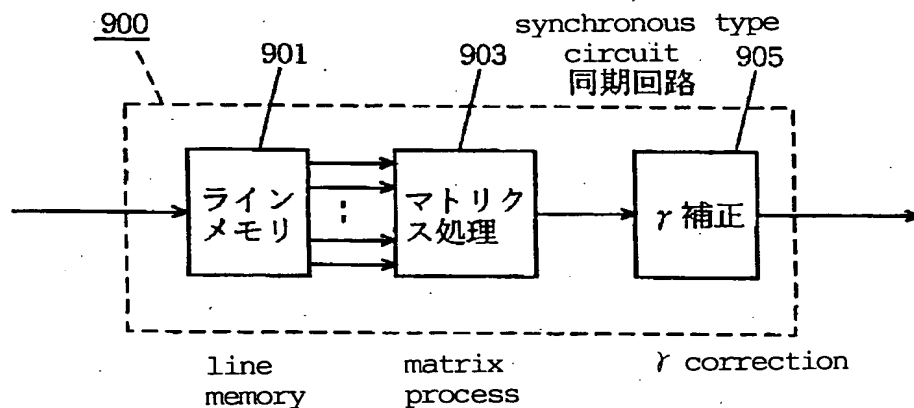 synchronous type
circuit
同期回路
900
901
903
905
ライン
メモリ
マトリク
ス処理
γ 補正
line
memory
matrix
process
γ correction